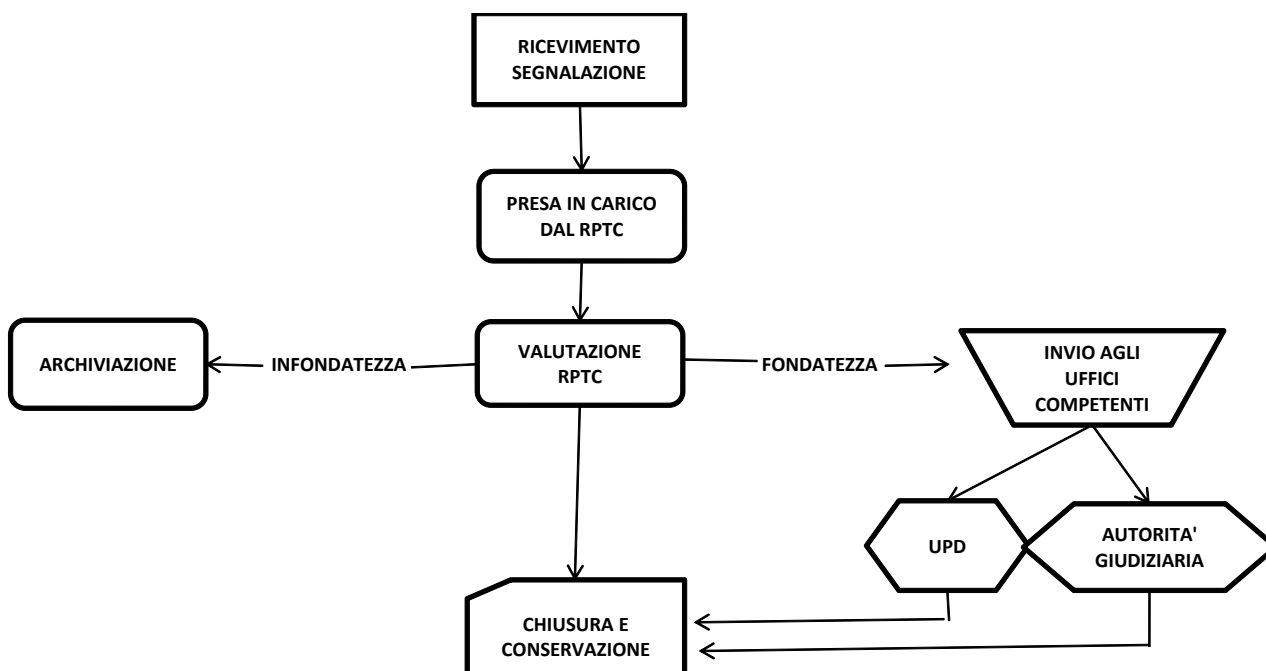 RICEVIMENTO
SEGNALAZIONE
PRESA IN CARICO
DAL RPTC
ARCHIVIAZIONE
INFONDATEZZA
VALUTAZIONE
RPTC
FONDATEZZA
INVIO AGLI
UFFICI
COMPETENTI
UPD
AUTORITA'
GIUDIZIARIA
CHIUSURA E
CONSERVAZIONE